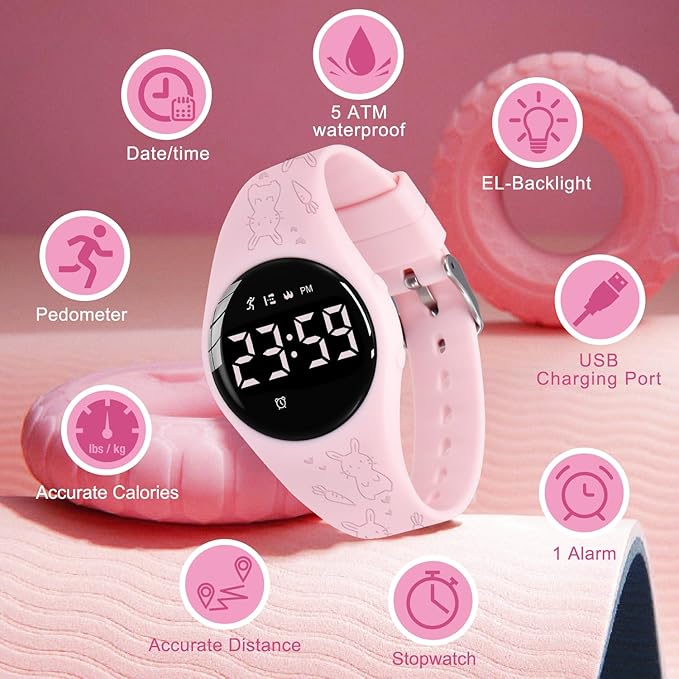 5 ATM
waterproof
Date/time
EL-Backlight
Pedometer
PM
23:59
USB
Charging Port
lbs / kg
Accurate Calories
1 Alarm
Accurate Distance
Stopwatch